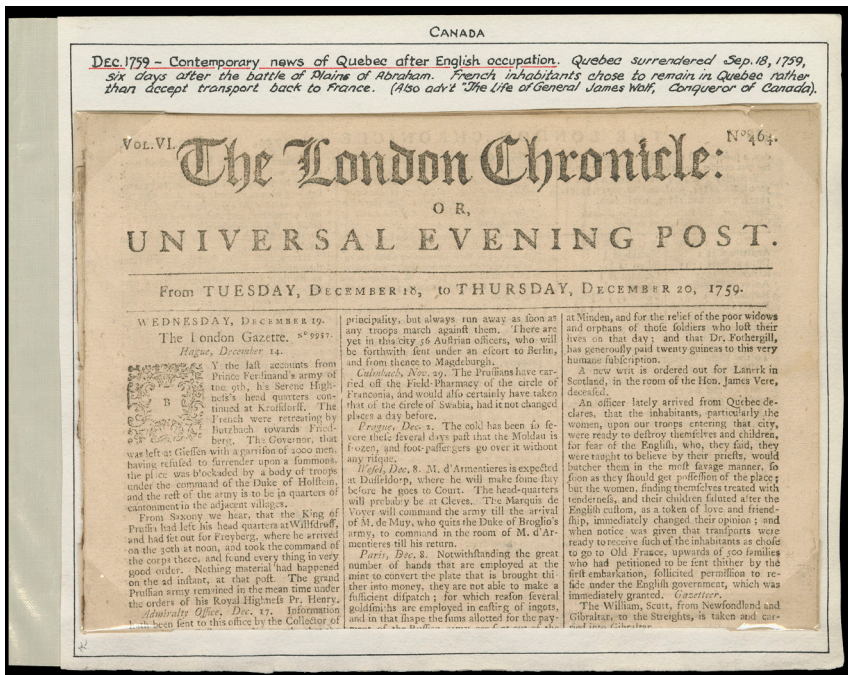 CANADA
DEC. 1759 – Contemporary news of Quebec after English occupation. Quebec surrendered Sep. 18, 1759,
six days after the battle of Plains of Abraham. French inhabitants chose to remain in Quebec rather
than accept transport back to France. (Also adv't "The Life of General James Wolf, Conqueror of Canada).
VOL. VI.
Nº 464.
The London Chronicle:
OR,
UNIVERSAL EVENING POST.
From TUESDAY, DECEMBER 18, to THURSDAY, DECEMBER 20, 1759.
WEDNESDAY, DECEMBER 19.
The London Gazette. Nº 9957.
Hague, December 14.
BY the laſt accounts from
Prince Ferdinand's army of
the 9th, his Serene High-
neſs's head quarters con-
tinued at Kroffdorff. The
French were retreating by
Butzbach towards Fried-
berg. The Governor, that
was left at Gieſſen with a garriſon of 2000 men,
having refuſed to ſurrender upon a ſummons,
the place was blockaded by a body of troops
under the command of the Duke of Holſtein,
and the reſt of the army is to be in quarters of
cantonment in the adjacent villages.
From Saxony we hear, that the King of
Pruſſia had left his head quarters at Willſdruff,
and had ſet out for Freyberg, where he arrived
on the 30th at noon, and took the command of
the corps there, and found every thing in very
good order. Nothing material had happened
on the 2d inſtant, at that poſt. The grand
Pruſſian army remained in the mean time under
the orders of his Royal Highneſs Pr. Henry.
Admiralty Office, Dec. 17. Information
hath been ſent to this office by the Collector of
principality, but always run away as ſoon as
any troops march againſt them. There are
yet in this city 56 Auſtrian officers, who will
be forthwith ſent under an eſcort to Berlin,
and from thence to Magdeburgh.
Culmbach, Nov. 29. The Pruſſians have car-
ried off the Field-Pharmacy of the circle of
Franconia, and would alſo certainly have taken
that of the circle of Swabia, had it not changed
places a day before.
Prague, Dec. 2. The cold has been ſo ſe-
vere theſe ſeveral days paſt that the Moldau is
frozen, and foot-paſſengers go over it without
any riſque.
Weſel, Dec. 8. M. d'Armentieres is expected
at Duſſeldorp, where he will make ſome ſtay
before he goes to Court. The head-quarters
will probably be at Cleves. The Marquis de
Voyer will command the army till the arrival
of M. de Muy, who quits the Duke of Broglio's
army, to command in the room of M. d'Ar-
mentieres till his return.
Paris, Dec. 8. Notwithſtanding the great
number of hands that are employed at the
mint to convert the plate that is brought thi-
ther into money, they are not able to make a
ſufficient diſpatch; for which reaſon ſeveral
goldſmiths are employed in caſting of ingots,
and in that ſhape the ſums allotted for the pay-
at Minden, and for the relief of the poor widows
and orphans of thoſe ſoldiers who loſt their
lives on that day; and that Dr. Fothergill,
has generouſly paid twenty guineas to this very
humane ſubſcription.
A new writ is ordered out for Lanerk in
Scotland, in the room of the Hon. James Vere,
deceaſed.
An officer lately arrived from Quebec de-
clares, that the inhabitants, particularly the
women, upon our troops entering that city,
were ready to deſtroy themſelves and children,
for fear of the Engliſh, who, they ſaid, they
were taught to believe by their prieſts, would
butcher them in the moſt ſavage manner, ſo
ſoon as they ſhould get poſſeſſion of the place;
but the women, finding themſelves treated with
tenderneſs, and their children ſaluted after the
Engliſh cuſtom, as a token of love and friend-
ſhip, immediately changed their opinion; and
when notice was given that tranſports were
ready to receive ſuch of the inhabitants as choſe
to go to Old France, upwards of 500 families
who had petitioned to be ſent thither by the
firſt embarkation, ſollicited permiſſion to re-
ſide under the Engliſh government, which was
immediately granted. Gazetteer.
The William, Scutt, from Newfoundland and
Gibraltar, to the Streights, is taken and car-
ried into Gibraltar.